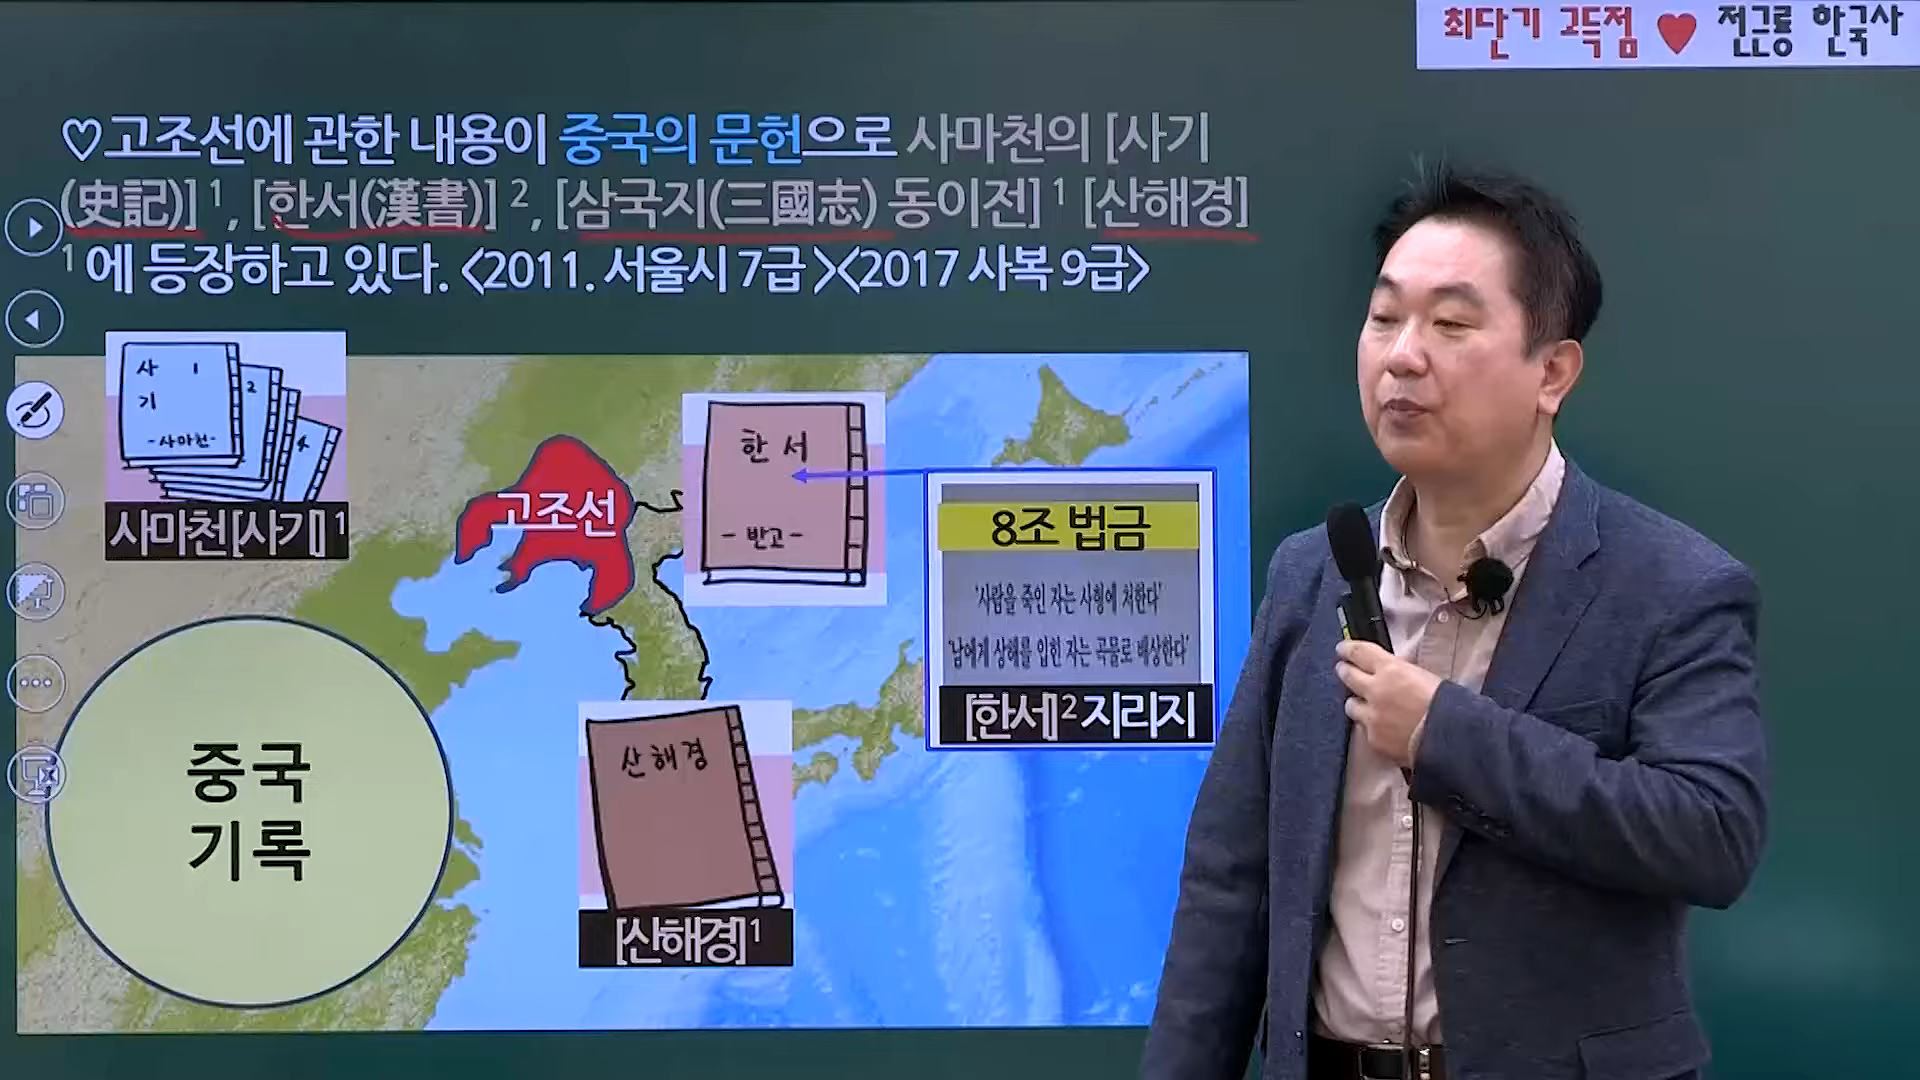 최단기 고득점 ♥ 전근룡 한국사
♡고조선에 관한 내용이 중국의 문헌으로 사마천의 [사기
(史記)]¹, [한서(漢書)]², [삼국지(三國志) 동이전]¹ [산해경]
¹에 등장하고 있다. <2011. 서울시 7급><2017 사복 9급>
사 1
기
-사마천-
2
4
사마천[사기]¹
고조선
한서
-반고-
8조 법금
'사람을 죽인 자는 사형에 처한다'
'남에게 상해를 입힌 자는 곡물로 배상한다'
[한서]² 지리지
산해경
[산해경]¹
중국
기록